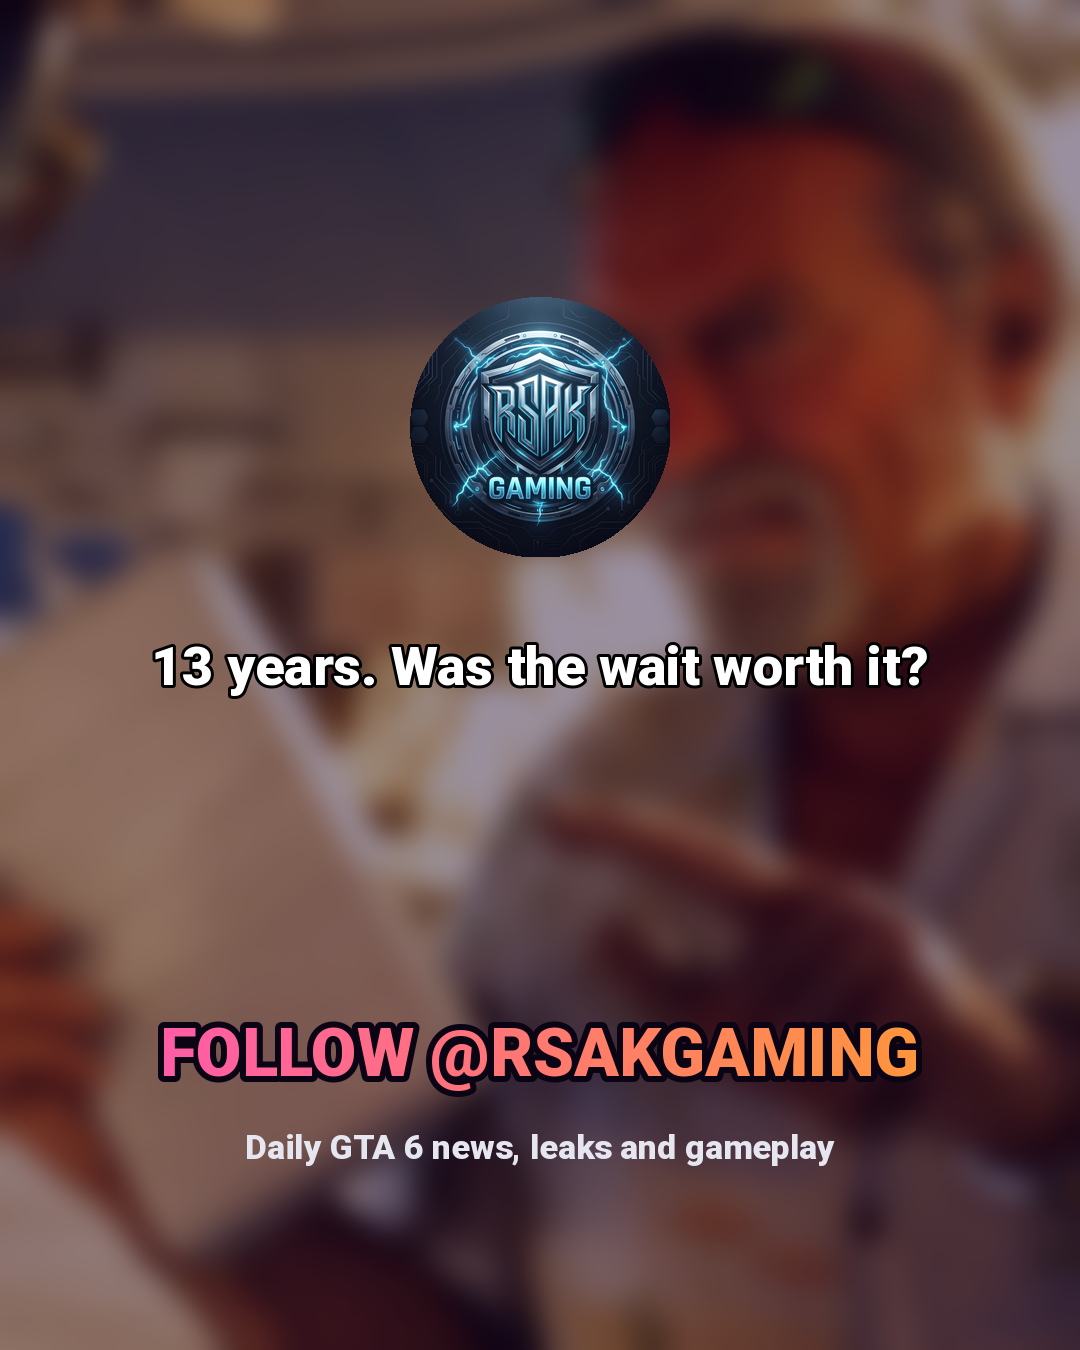 RSAK
GAMING
13 years. Was the wait worth it?
FOLLOW @RSAKGAMING
Daily GTA 6 news, leaks and gameplay